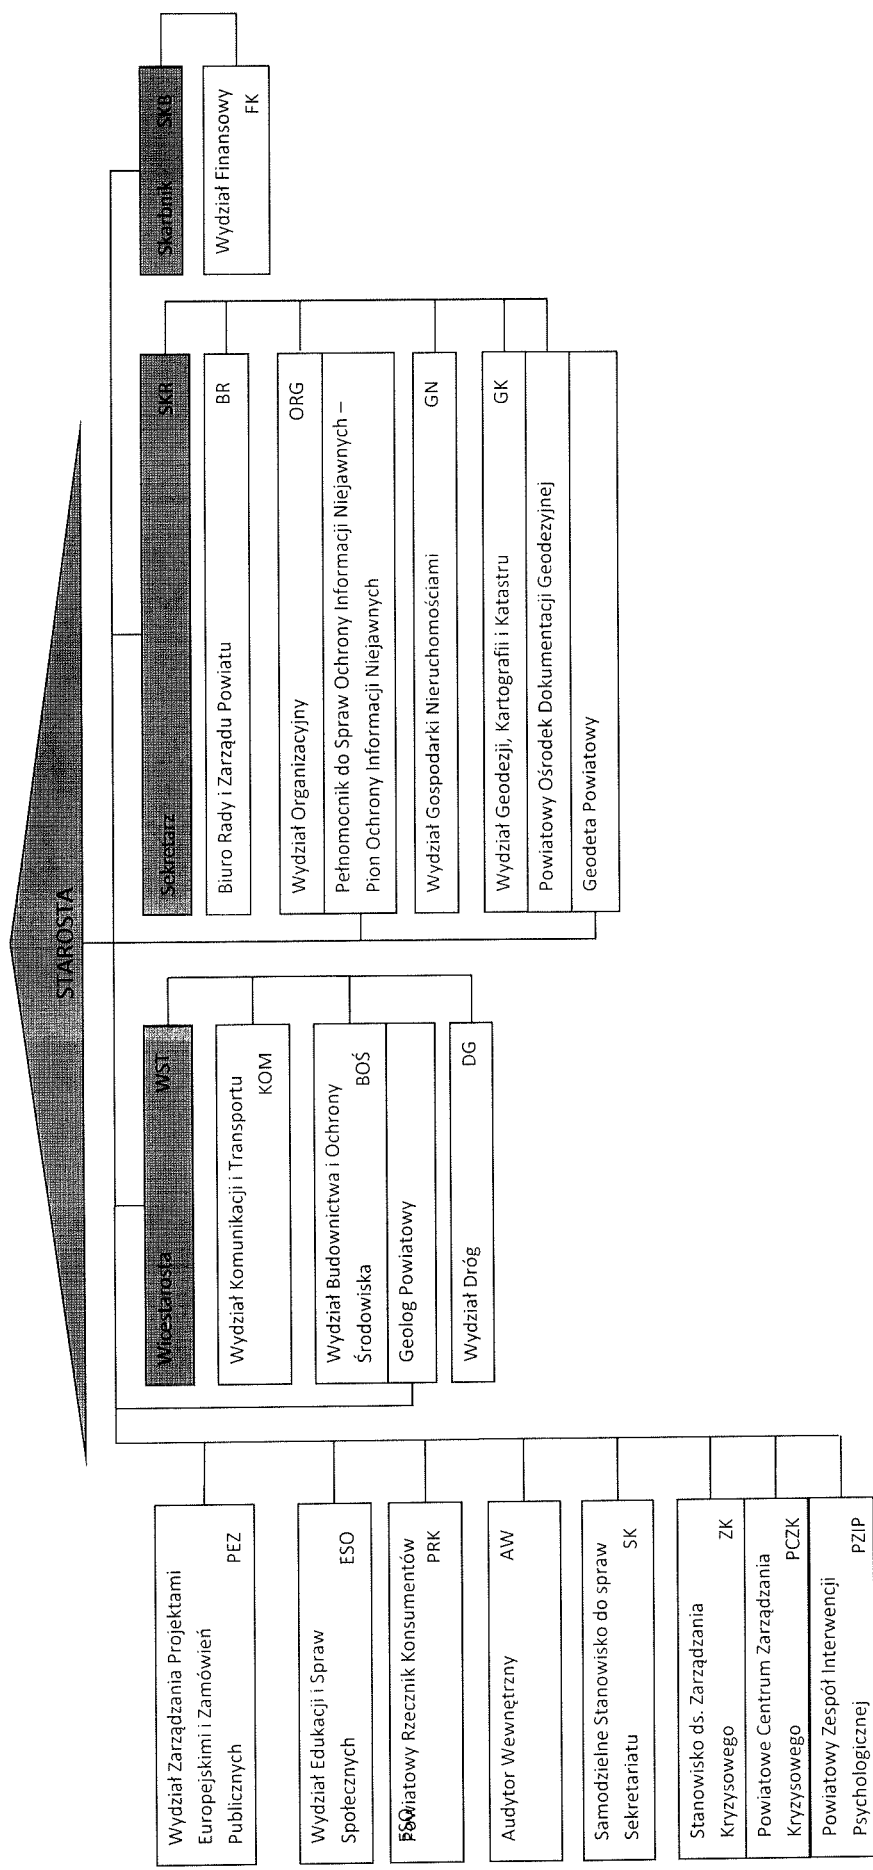 STAROSTA
Wydział Zarządzania Projektami
Europejskimi i Zamówień
Publicznych PEZ
Wydział Edukacji i Spraw
Społecznych ESO
ESO
Powiatowy Rzecznik Konsumentów
PRK
Audytor Wewnętrzny AW
Samodzielne Stanowisko do spraw
Sekretariatu SK
Stanowisko ds. Zarządzania
Kryzysowego ZK
Powiatowe Centrum Zarządzania
Kryzysowego PCZK
Powiatowy Zespół Interwencji
Psychologicznej PZIP
Wicestarosta WST
Wydział Komunikacji i Transportu
KOM
Wydział Budownictwa i Ochrony
Środowiska BOŚ
Geolog Powiatowy
Wydział Dróg DG
Sekretarz SKR
Biuro Rady i Zarządu Powiatu BR
Wydział Organizacyjny ORG
Pełnomocnik do Spraw Ochrony Informacji Niejawnych –
Pion Ochrony Informacji Niejawnych
Wydział Gospodarki Nieruchomościami GN
Wydział Geodezji, Kartografii i Katastru GK
Powiatowy Ośrodek Dokumentacji Geodezyjnej
Geodeta Powiatowy
Skarbnik SKB
Wydział Finansowy
FK